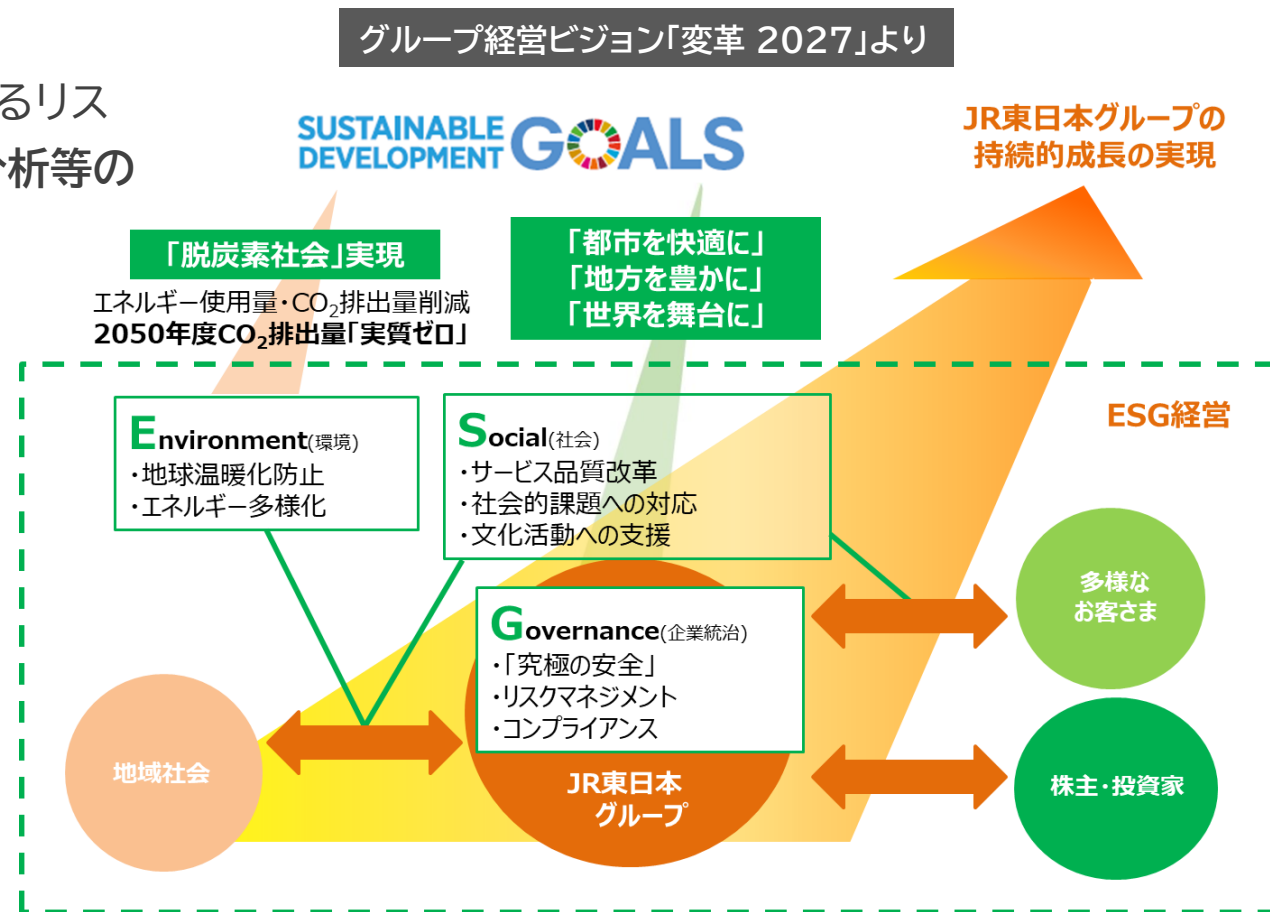 グループ経営ビジョン「変革 2027」より
るリス
分析等の
SUSTAINABLE
DEVELOPMENT GOALS
JR東日本グループの
持続的成長の実現
「脱炭素社会」実現
エネルギー使用量・CO₂排出量削減
2050年度CO₂排出量「実質ゼロ」
「都市を快適に」
「地方を豊かに」
「世界を舞台に」
ESG経営
Environment(環境)
・地球温暖化防止
・エネルギー多様化
Social(社会)
・サービス品質改革
・社会的課題への対応
・文化活動への支援
Governance(企業統治)
・「究極の安全」
・リスクマネジメント
・コンプライアンス
多様な
お客さま
地域社会
JR東日本
グループ
株主・投資家